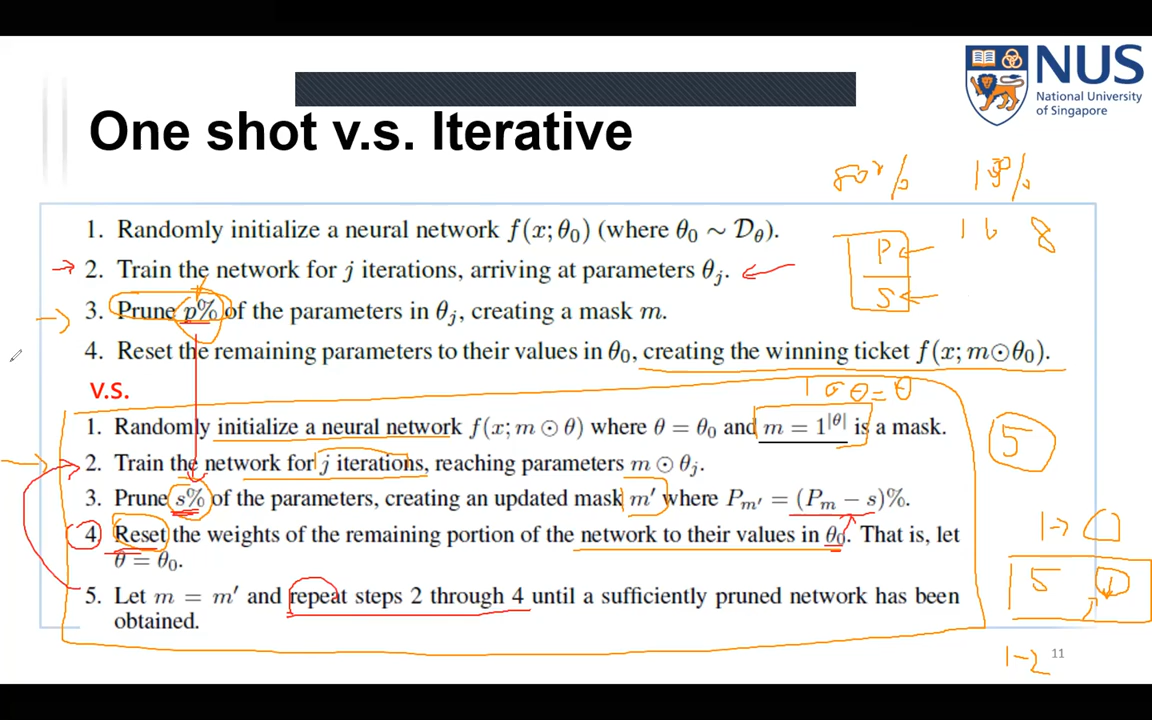 NUS
National University
of Singapore
One shot v.s. Iterative
80% 
16 8
1. Randomly initialize a neural network f(x; θ₀) (where θ₀ ∼ 𝒟_θ).
P
2. Train the network for j iterations, arriving at parameters θⱼ.
S
3. Prune p% of the parameters in θⱼ, creating a mask m.
4. Reset the remaining parameters to their values in θ₀, creating the winning ticket f(x; m⊙θ₀).
v.s.
1. Randomly initialize a neural network f(x; m ⊙ θ) where θ = θ₀ and m = 1^|θ| is a mask.
5
2. Train the network for j iterations, reaching parameters m ⊙ θⱼ.
3. Prune s% of the parameters, creating an updated mask m′ where P_m′ = (P_m − s)%.
4. Reset the weights of the remaining portion of the network to their values in θ₀. That is, let
θ = θ₀.
5
5. Let m = m′ and repeat steps 2 through 4 until a sufficiently pruned network has been
obtained.
1-2
11